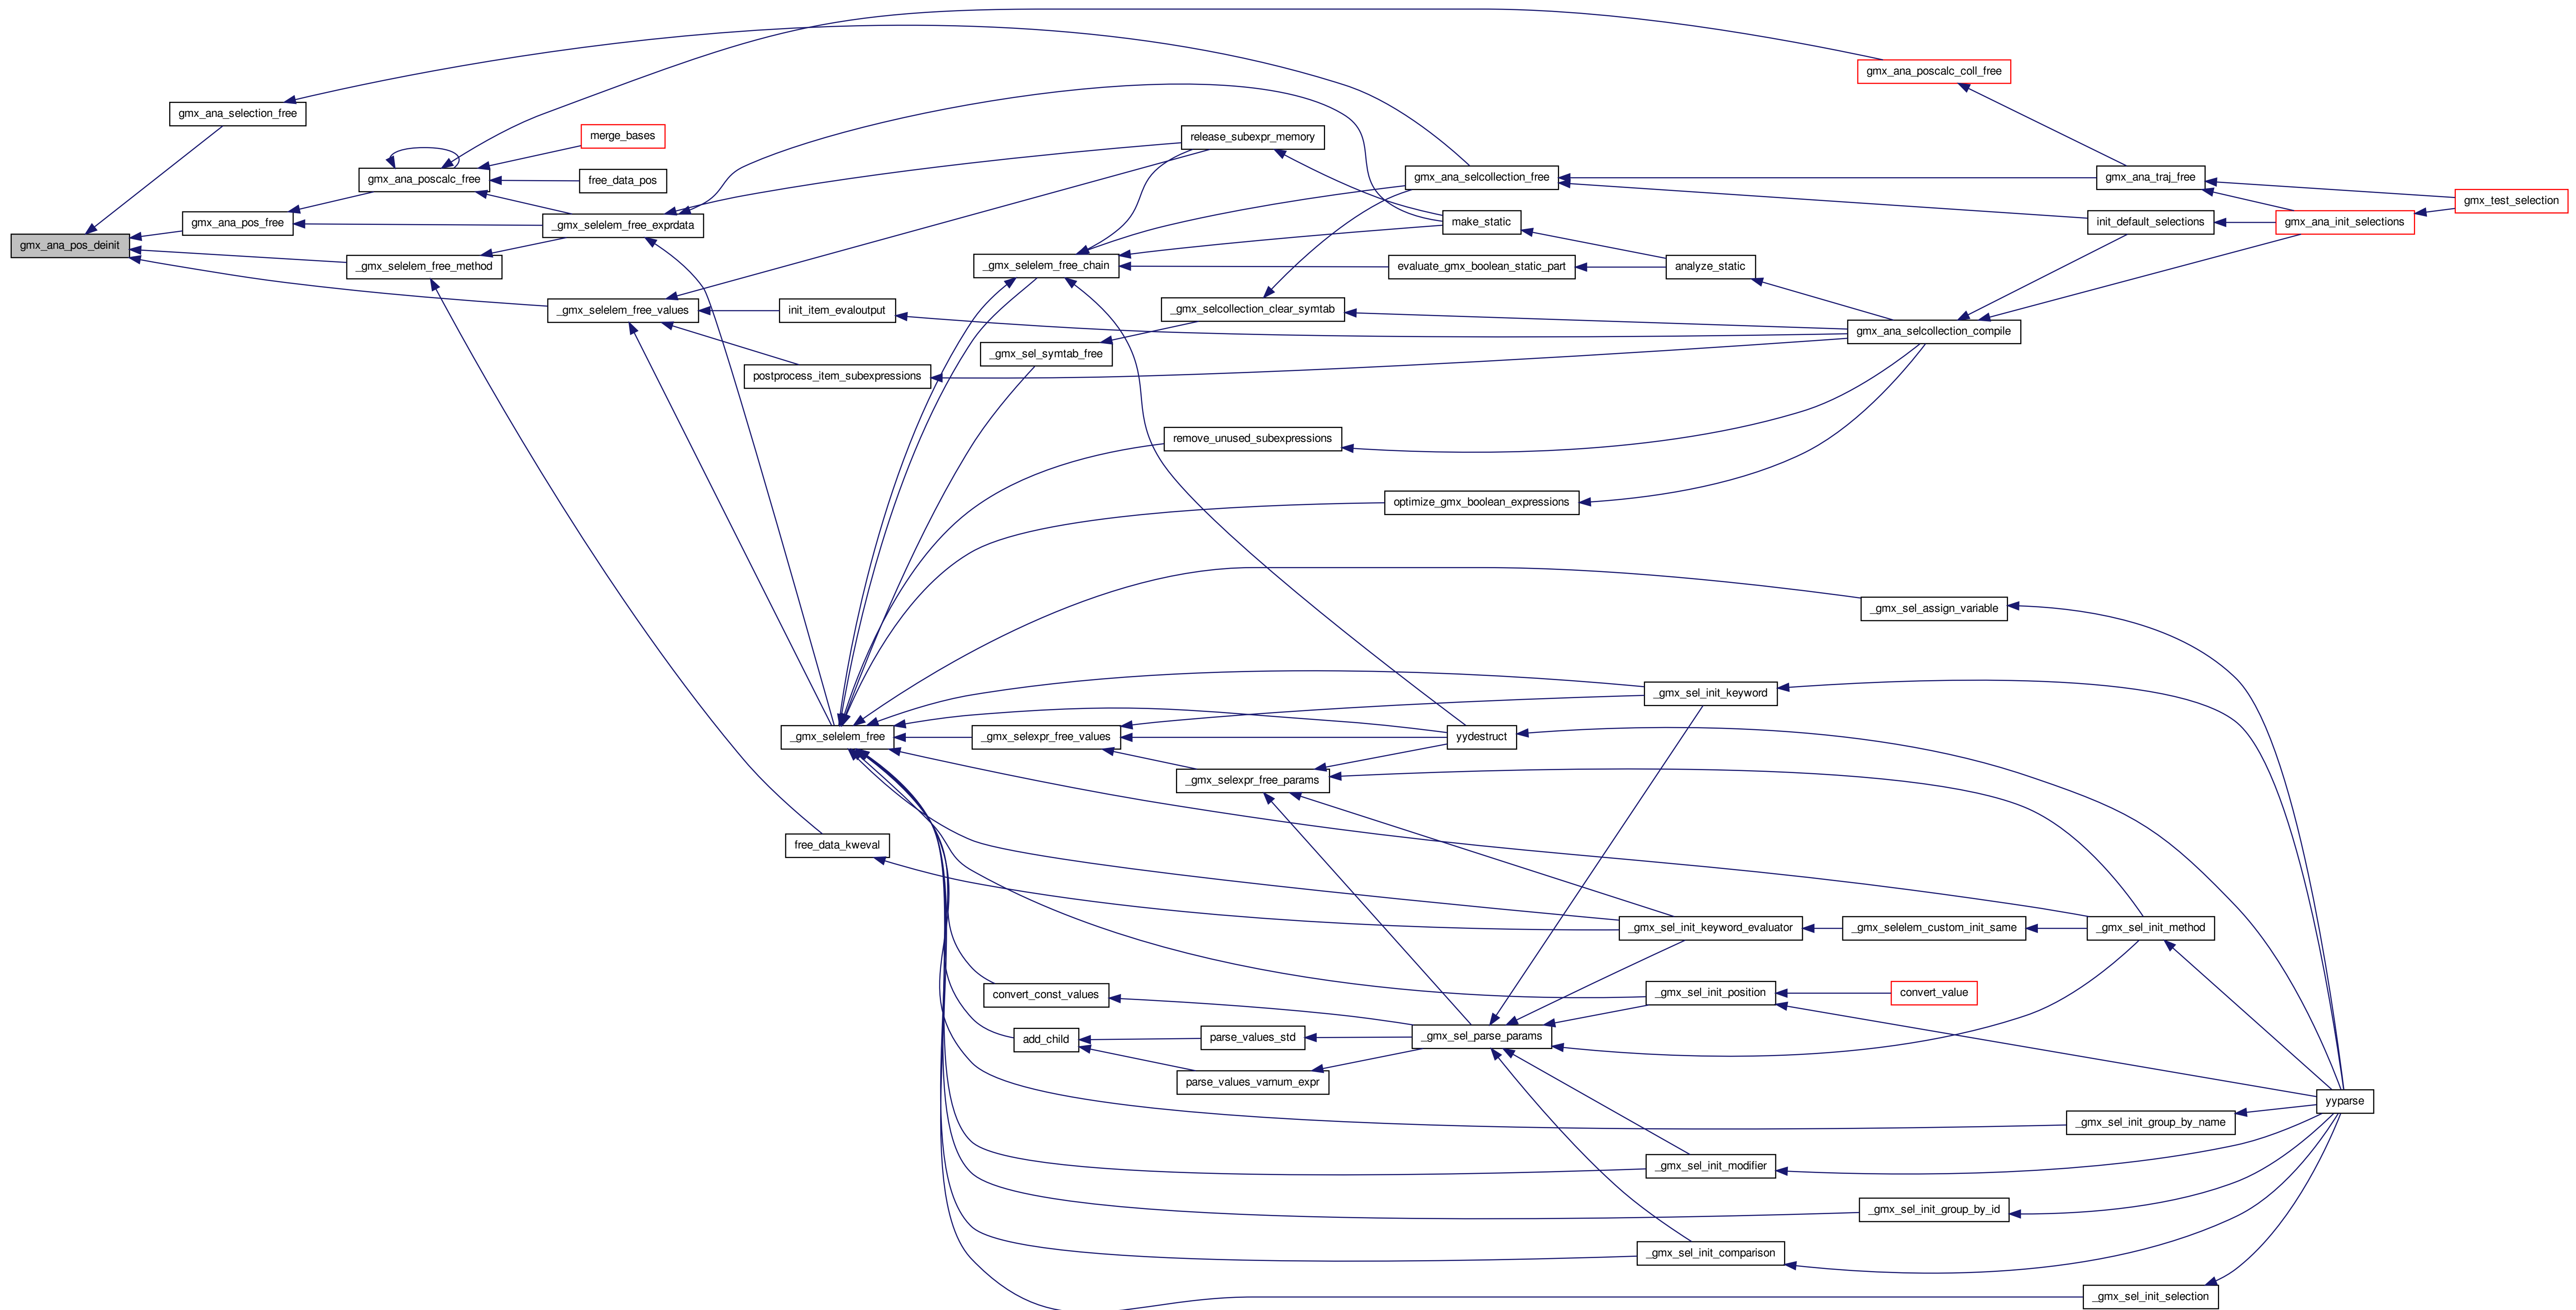 gmx_ana_poscalc_coll_free
gmx_ana_selection_free
merge_bases
release_subexpr_memory
gmx_ana_poscalc_free
free_data_pos
gmx_ana_selcollection_free
gmx_ana_traj_free
gmx_test_selection
gmx_ana_pos_free
_gmx_selelem_free_exprdata
make_static
init_default_selections
gmx_ana_init_selections
gmx_ana_pos_deinit
_gmx_selelem_free_method
_gmx_selelem_free_chain
evaluate_gmx_boolean_static_part
analyze_static
_gmx_selelem_free_values
init_item_evaloutput
_gmx_selcollection_clear_symtab
gmx_ana_selcollection_compile
_gmx_sel_symtab_free
postprocess_item_subexpressions
remove_unused_subexpressions
optimize_gmx_boolean_expressions
_gmx_sel_assign_variable
_gmx_sel_init_keyword
_gmx_selelem_free
_gmx_selexpr_free_values
yydestruct
_gmx_selexpr_free_params
free_data_kweval
_gmx_sel_init_keyword_evaluator
_gmx_selelem_custom_init_same
_gmx_sel_init_method
convert_const_values
_gmx_sel_init_position
convert_value
add_child
parse_values_std
_gmx_sel_parse_params
parse_values_varnum_expr
yyparse
_gmx_sel_init_group_by_name
_gmx_sel_init_modifier
_gmx_sel_init_group_by_id
_gmx_sel_init_comparison
_gmx_sel_init_selection